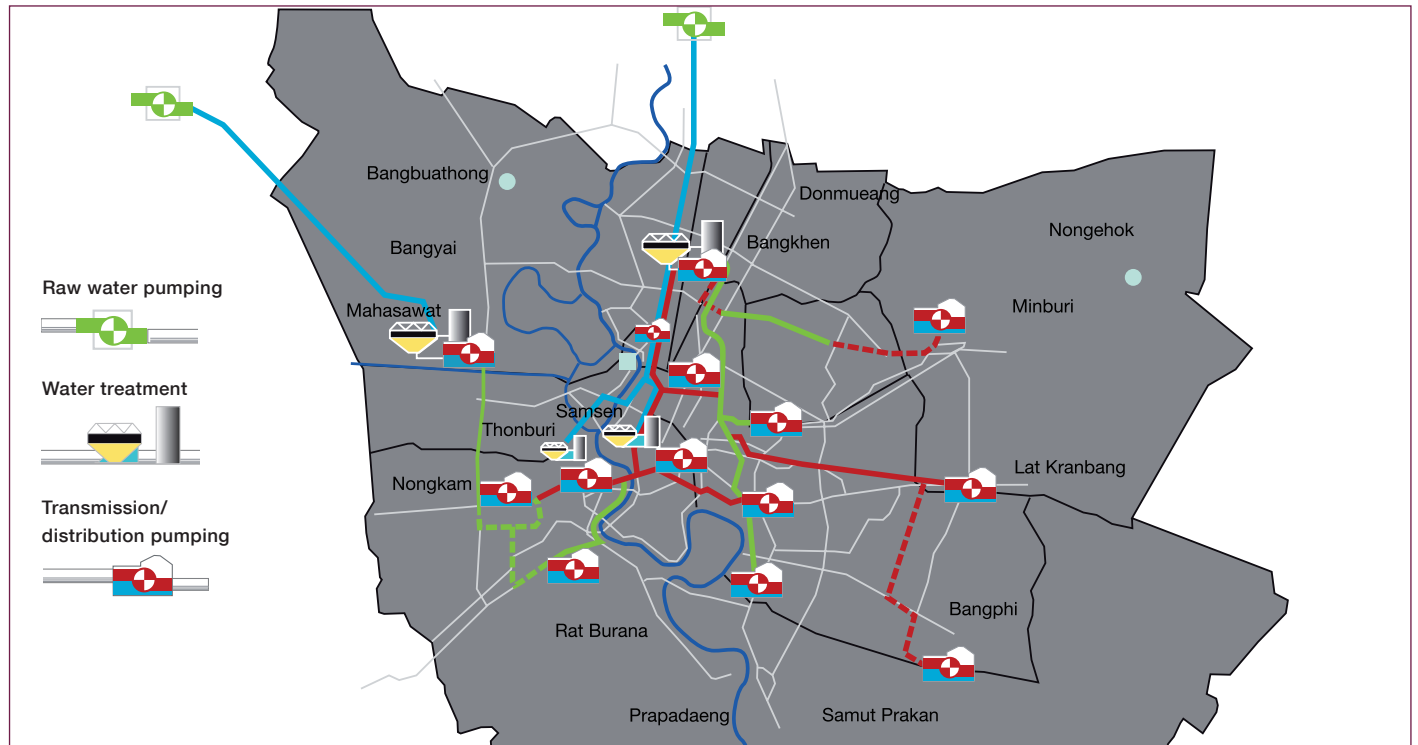 Raw water pumping
Water treatment
Transmission/
distribution pumping
Bangbuathong
Donmueang
Nongehok
Bangkhen
Bangyai
Minburi
Mahasawat
Samsen
Thonburi
Lat Kranbang
Nongkam
Bangphi
Rat Burana
Prapadaeng
Samut Prakan